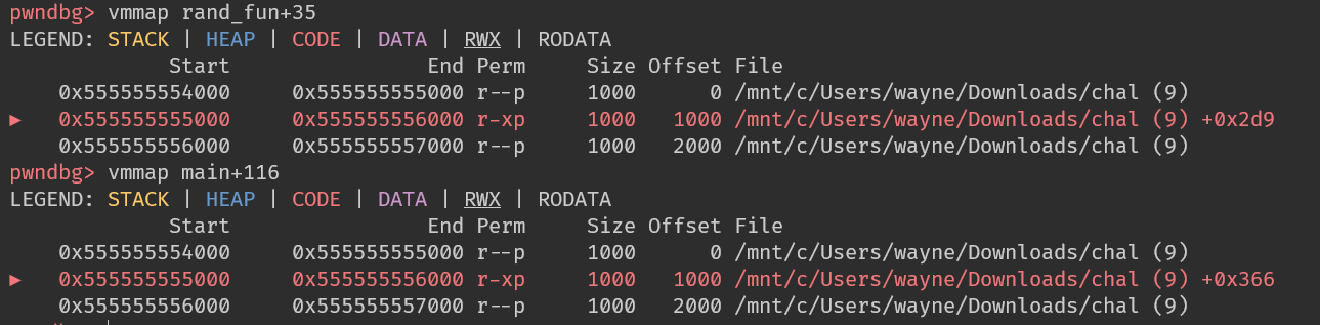 pwndbg> vmmap rand_fun+35
LEGEND: STACK | HEAP | CODE | DATA | RWX | RODATA
Start End Perm Size Offset File
0x555555554000 0x555555555000 r--p 1000 0 /mnt/c/Users/wayne/Downloads/chal (9)
► 0x555555555000 0x555555556000 r-xp 1000 1000 /mnt/c/Users/wayne/Downloads/chal (9) +0x2d9
0x555555556000 0x555555557000 r--p 1000 2000 /mnt/c/Users/wayne/Downloads/chal (9)
pwndbg> vmmap main+116
LEGEND: STACK | HEAP | CODE | DATA | RWX | RODATA
Start End Perm Size Offset File
0x555555554000 0x555555555000 r--p 1000 0 /mnt/c/Users/wayne/Downloads/chal (9)
► 0x555555555000 0x555555556000 r-xp 1000 1000 /mnt/c/Users/wayne/Downloads/chal (9) +0x366
0x555555556000 0x555555557000 r--p 1000 2000 /mnt/c/Users/wayne/Downloads/chal (9)